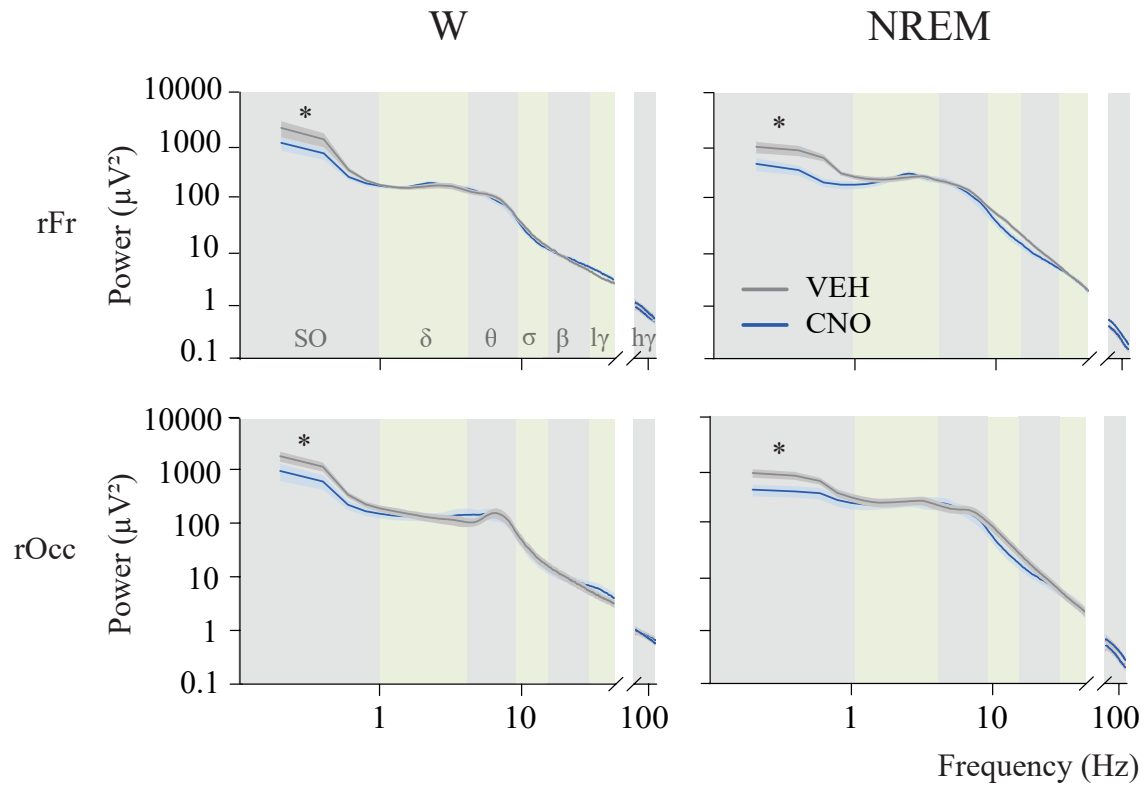 W
NREM
rFr
Power (µV²)
10000
1000
100
10
1
0.1
*
SO
δ
θ
σ
β
lγ
hγ
*
VEH
CNO
rOcc
Power (µV²)
10000
1000
100
10
1
0.1
*
*
1
10
100
1
10
100
Frequency (Hz)